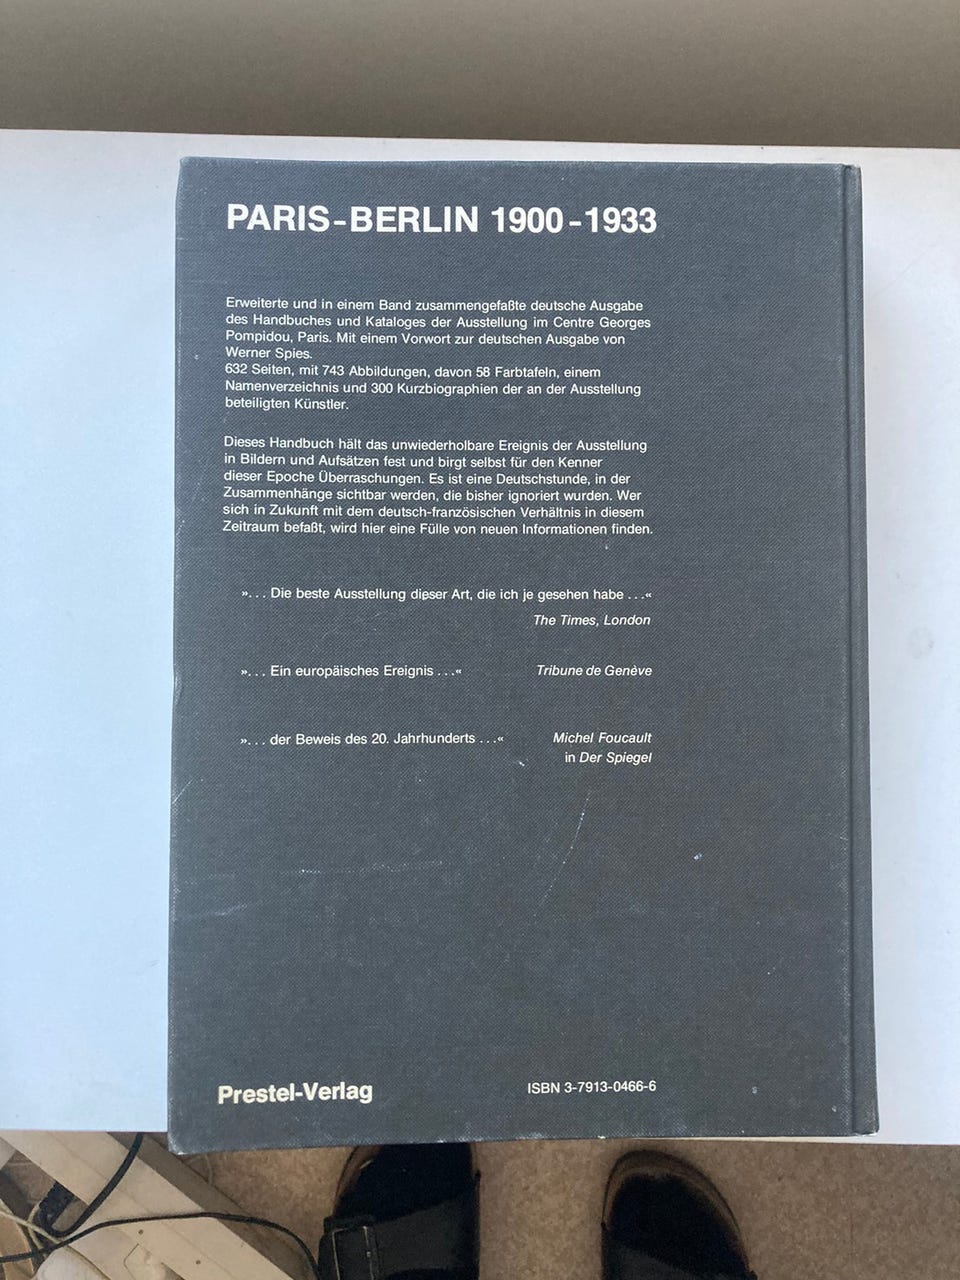 PARIS-BERLIN 1900-1933
Erweiterte und in einem Band zusammengefaßte deutsche Ausgabe
des Handbuches und Kataloges der Ausstellung im Centre Georges
Pompidou, Paris. Mit einem Vorwort zur deutschen Ausgabe von
Werner Spies.
632 Seiten, mit 743 Abbildungen, davon 58 Farbtafeln, einem
Namenverzeichnis und 300 Kurzbiographien der an der Ausstellung
beteiligten Künstler.
Dieses Handbuch hält das unwiederholbare Ereignis der Ausstellung
in Bildern und Aufsätzen fest und birgt selbst für den Kenner
dieser Epoche Überraschungen. Es ist eine Deutschstunde, in der
Zusammenhänge sichtbar werden, die bisher ignoriert wurden. Wer
sich in Zukunft mit dem deutsch-französischen Verhältnis in diesem
Zeitraum befaßt, wird hier eine Fülle von neuen Informationen finden.
»... Die beste Ausstellung dieser Art, die ich je gesehen habe ...«
The Times, London
»... Ein europäisches Ereignis ...« Tribune de Genève
»... der Beweis des 20. Jahrhunderts ...« Michel Foucault
in Der Spiegel
Prestel-Verlag ISBN 3-7913-0466-6